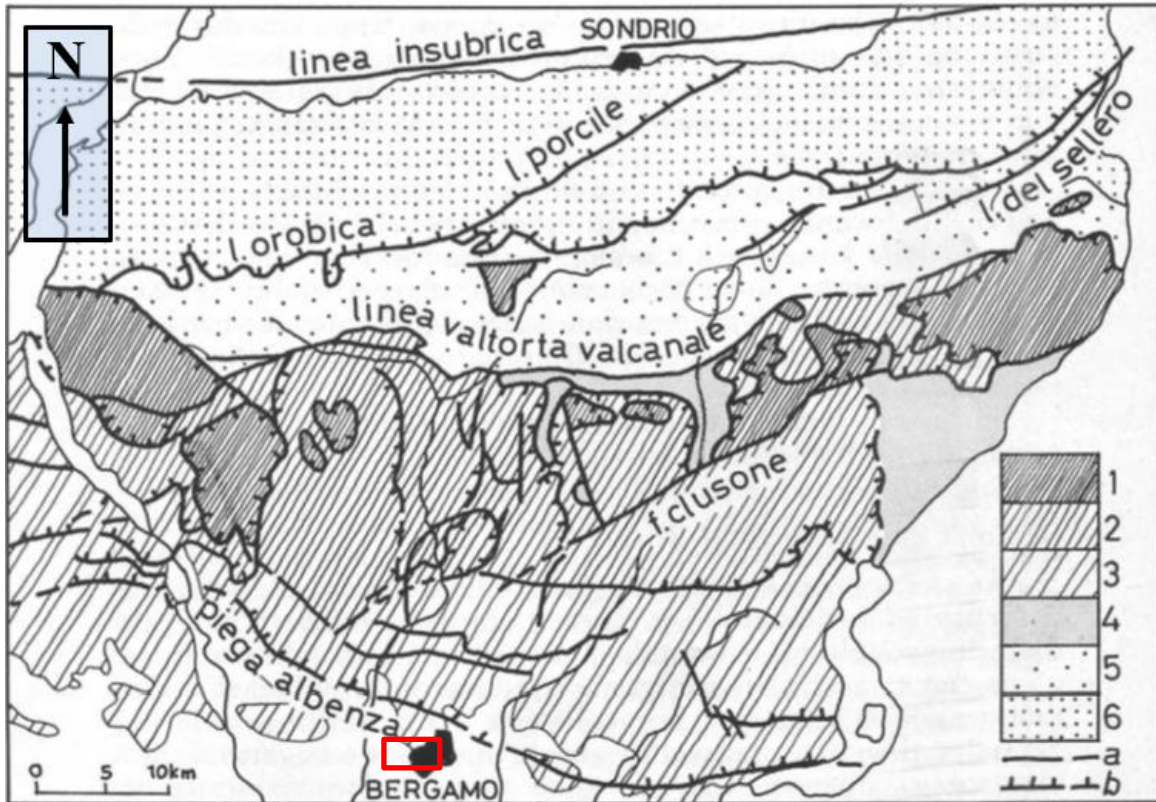 N
linea insubrica
SONDRIO
l. porcile
l. del sellero
l. orobica
linea valtorta valcanale
f. clusone
piega albenza
BERGAMO
0 5 10km
1
2
3
4
5
6
a
b